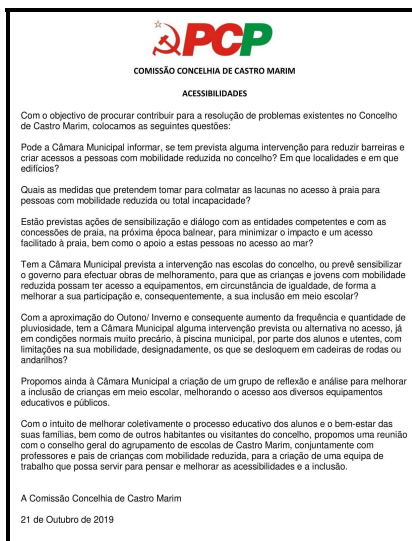 PCP
COMISSÃO CONCELHIA DE CASTRO MARIM
ACESSIBILIDADES
Com o objectivo de procurar contribuir para a resolução de problemas existentes no Concelho
de Castro Marim, colocamos as seguintes questões:
Pode a Câmara Municipal informar, se tem prevista alguma intervenção para reduzir barreiras e
criar acessos a pessoas com mobilidade reduzida no concelho? Em que localidades e em que
edifícios?
Quais as medidas que pretendem tomar para colmatar as lacunas no acesso à praia para
pessoas com mobilidade reduzida ou total incapacidade?
Estão previstas ações de sensibilização e diálogo com as entidades competentes e com as
concessões de praia, na próxima época balnear, para minimizar o impacto e um acesso
facilitado à praia, bem como o apoio a estas pessoas no acesso ao mar?
Tem a Câmara Municipal prevista a intervenção nas escolas do concelho, ou prevê sensibilizar
o governo para efectuar obras de melhoramento, para que as crianças e jovens com mobilidade
reduzida possam ter acesso a equipamentos, em circunstância de igualdade, de forma a
melhorar a sua participação e, consequentemente, a sua inclusão em meio escolar?
Com a aproximação do Outono/ Inverno e consequente aumento da frequência e quantidade de
pluviosidade, tem a Câmara Municipal alguma intervenção prevista ou alternativa no acesso, já
em condições normais muito precário, à piscina municipal, por parte dos alunos e utentes, com
limitações na sua mobilidade, designadamente, os que se desloquem em cadeiras de rodas ou
andarilhos?
Propomos ainda à Câmara Municipal a criação de um grupo de reflexão e análise para melhorar
a inclusão de crianças em meio escolar, melhorando o acesso aos diversos equipamentos
educativos e públicos.
Com o intuito de melhorar coletivamente o processo educativo dos alunos e o bem-estar das
suas famílias, bem como de outros habitantes ou visitantes do concelho, propomos uma reunião
com o conselho geral do agrupamento de escolas de Castro Marim, conjuntamente com
professores e pais de crianças com mobilidade reduzida, para a criação de uma equipa de
trabalho que possa servir para pensar e melhorar as acessibilidades e a inclusão.
A Comissão Concelhia de Castro Marim
21 de Outubro de 2019